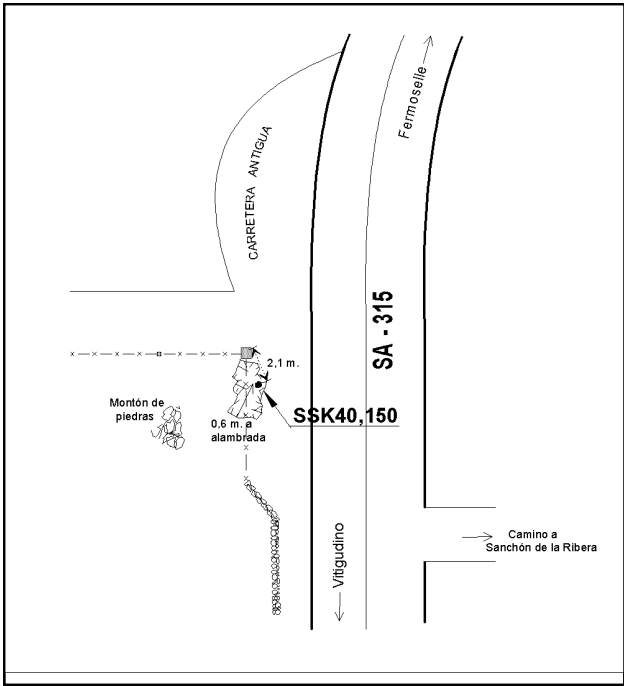 Fermoselle
CARRETERA ANTIGUA
SA - 315
2,1 m.
SSK40,150
Montón de
piedras
0,6 m. a
alambrada
Vitigudino
Camino a
Sanchón de la Ribera